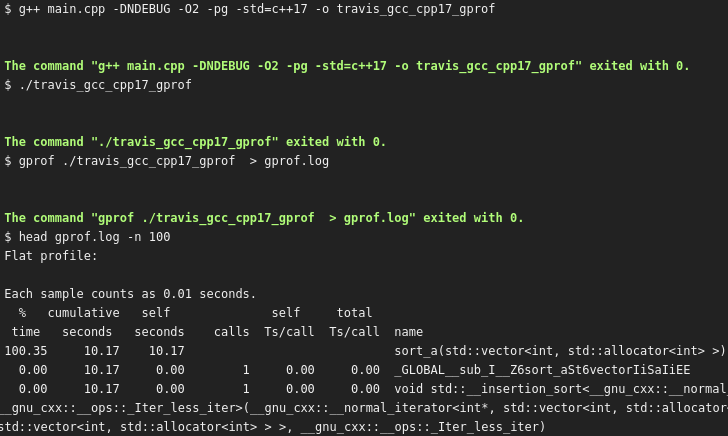 $ g++ main.cpp -DNDEBUG -O2 -pg -std=c++17 -o travis_gcc_cpp17_gprof
The command "g++ main.cpp -DNDEBUG -O2 -pg -std=c++17 -o travis_gcc_cpp17_gprof" exited with 0.
$ ./travis_gcc_cpp17_gprof
The command "./travis_gcc_cpp17_gprof" exited with 0.
$ gprof ./travis_gcc_cpp17_gprof  > gprof.log
The command "gprof ./travis_gcc_cpp17_gprof  > gprof.log" exited with 0.
$ head gprof.log -n 100
Flat profile:
Each sample counts as 0.01 seconds.
  %   cumulative   self              self     total
 time   seconds   seconds    calls  Ts/call  Ts/call  name
100.35     10.17    10.17                             sort_a(std::vector<int, std::allocator<int> >)
  0.00     10.17     0.00        1     0.00     0.00  _GLOBAL__sub_I__Z6sort_aSt6vectorIiSaIiEE
  0.00     10.17     0.00        1     0.00     0.00  void std::__insertion_sort<__gnu_cxx::__normal_
__gnu_cxx::__ops::_Iter_less_iter>(__gnu_cxx::__normal_iterator<int*, std::vector<int, std::allocator<
std::vector<int, std::allocator<int> > >, __gnu_cxx::__ops::_Iter_less_iter)